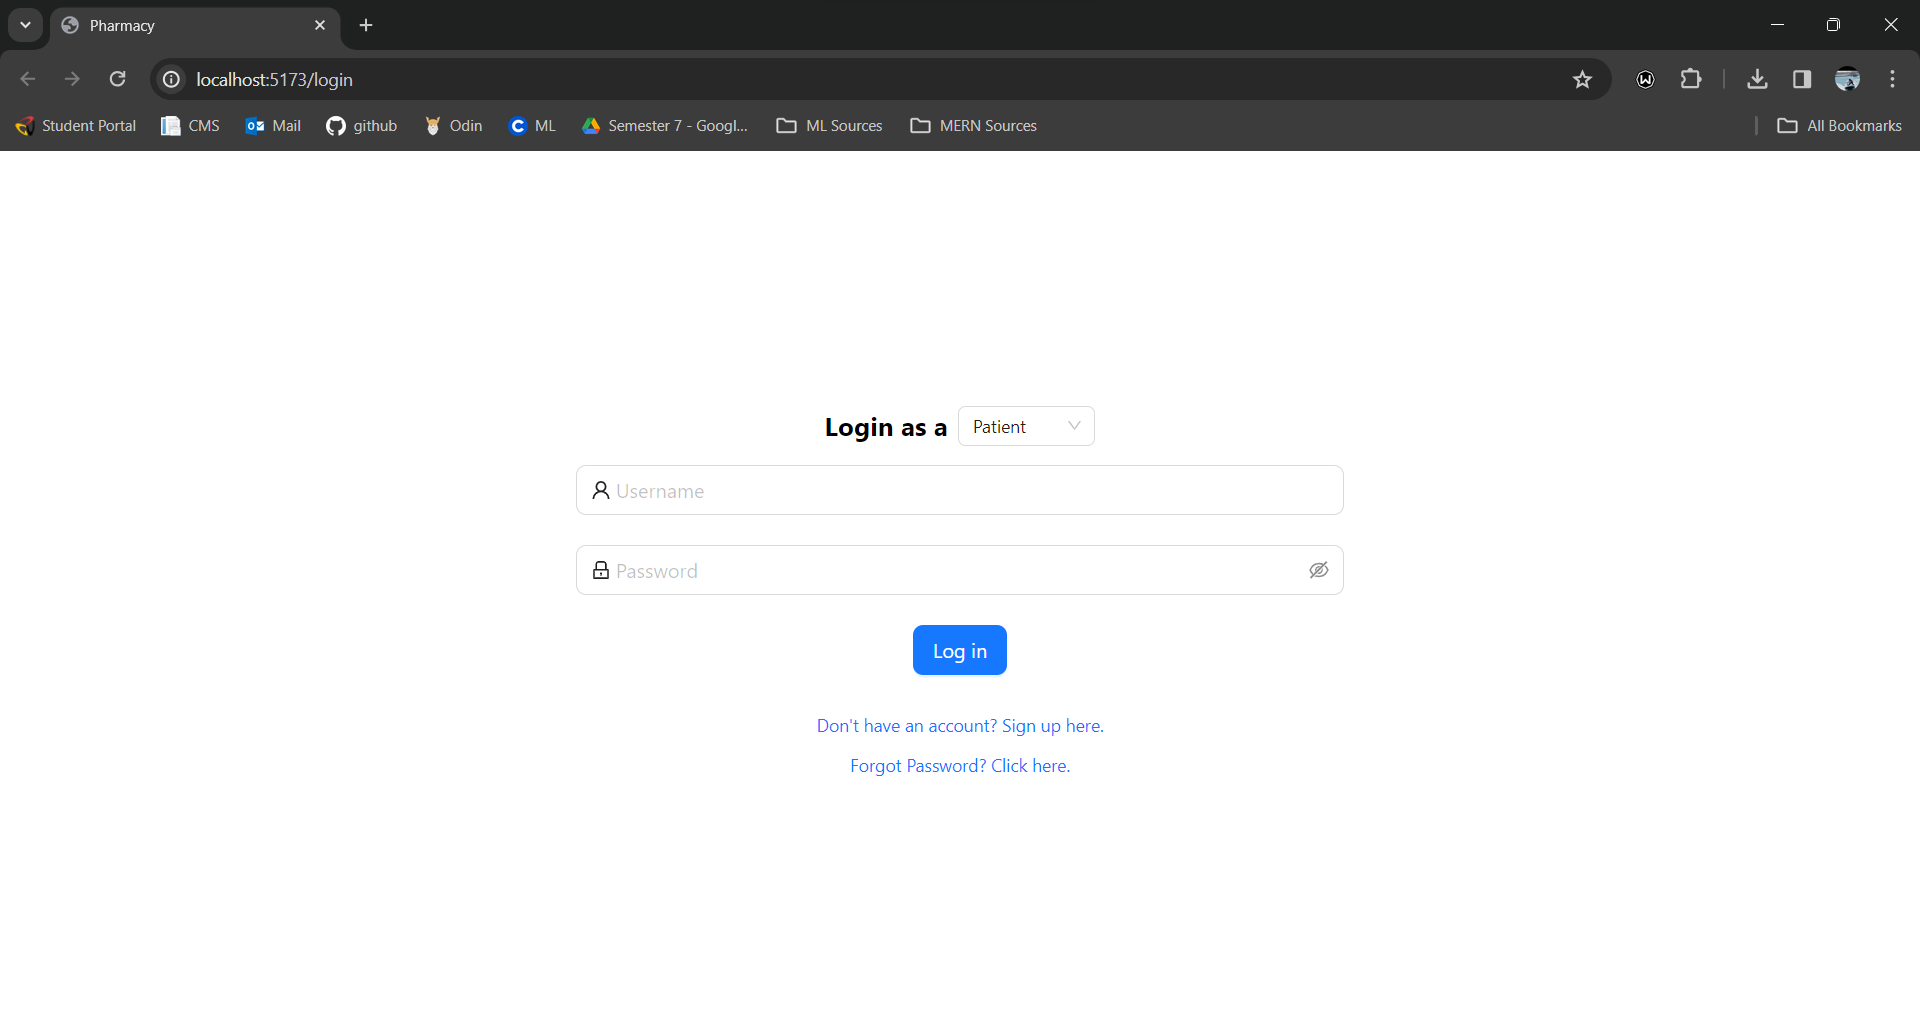 Pharmacy
localhost:5173/login
Student Portal CMS Mail github Odin ML Semester 7 - Googl... ML Sources MERN Sources All Bookmarks
Login as a Patient
Username
Password
Log in
Don't have an account? Sign up here.
Forgot Password? Click here.